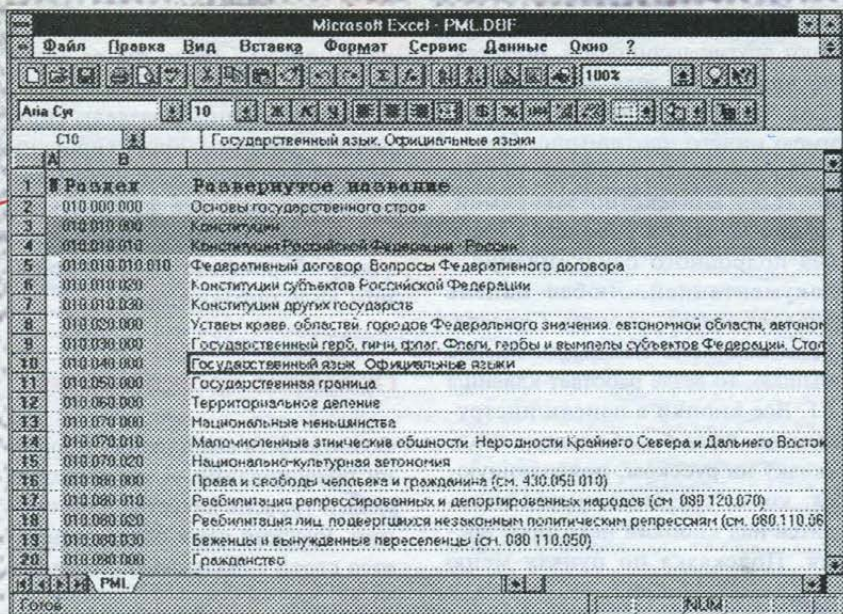 Microsoft Excel - PML.DBF
Файл Правка Вид Вставка Формат Сервис Данные Окно ?
100%
Arial Cyr 10 Ж К Ч
C10 Государственный язык. Официальные языки
A B
1 № Раздел Развернутое название
2 010.000.000 Основы государственного строя
3 010.010.000 Конституции
4 010.010.010 Конституция Российской Федерации - России
5 010.010.010.010 Федеративный договор. Вопросы Федеративного договора
6 010.010.020 Конституции субъектов Российской Федерации
7 010.010.030 Конституции других государств
8 010.020.000 Уставы краев, областей, городов Федерального значения, автономной области, автоном
9 010.030.000 Государственный герб, гимн, флаг. Флаги, гербы и вымпелы субъектов Федерации. Стол
10 010.040.000 Государственный язык. Официальные языки
11 010.050.000 Государственная граница
12 010.060.000 Территориальное деление
13 010.070.000 Национальные меньшинства
14 010.070.010 Малочисленные этнические общности. Народности Крайнего Севера и Дальнего Восток
15 010.070.020 Национально-культурная автономия
16 010.080.000 Права и свободы человека и гражданина (см. 430.050.010)
17 010.080.010 Реабилитация репрессированных и депортированных народов (см. 080.120.070)
18 010.080.020 Реабилитация лиц, подвергшихся незаконным политическим репрессиям (см. 080.110.06
19 010.080.030 Беженцы и вынужденные переселенцы (см. 080.110.050)
20 010.090.000 Гражданство
PML
Готов NUM